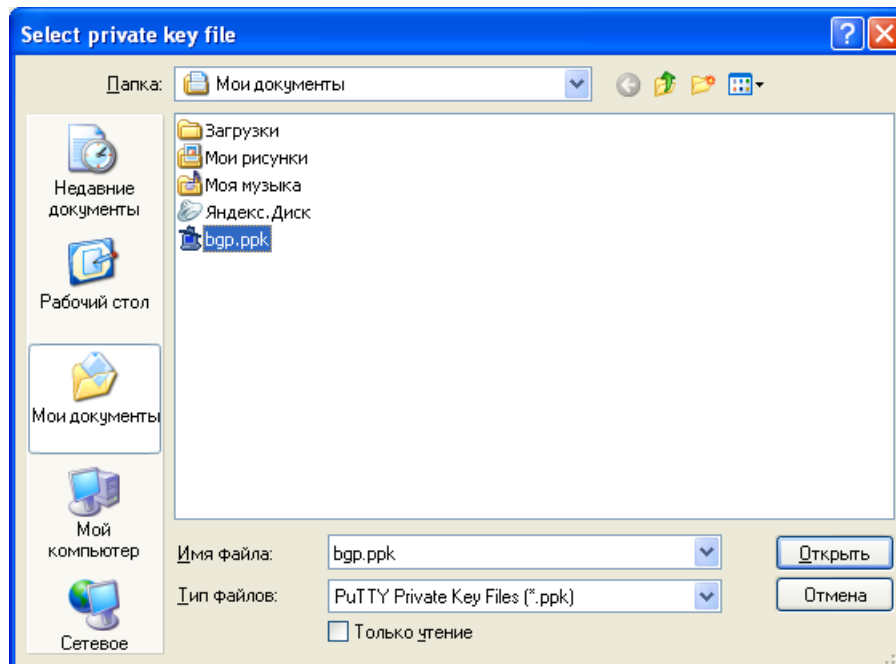 Select private key file
Папка:
Мои документы
Загрузки
Мои рисунки
Моя музыка
Яндекс.Диск
bgp.ppk
Недавние
документы
Рабочий стол
Мои документы
Мой
компьютер
Сетевое
Имя файла:
bgp.ppk
Открыть
Тип файлов:
PuTTY Private Key Files (*.ppk)
Отмена
Только чтение